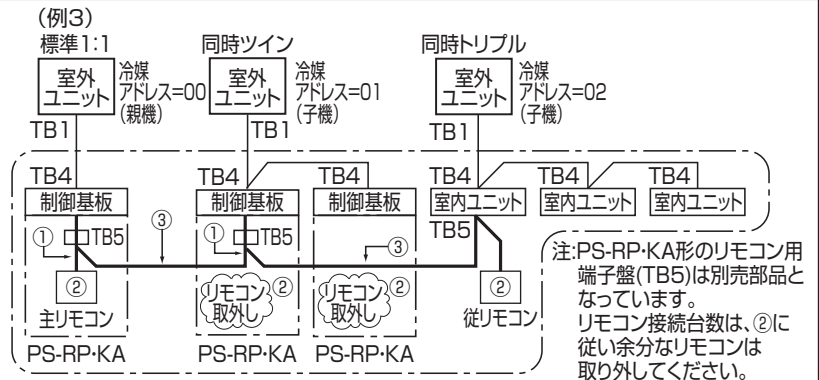 (例3)
標準1:1
同時ツイン
同時トリプル
室外
ユニット
冷媒
アドレス=00
(親機)
室外
ユニット
冷媒
アドレス=01
(子機)
室外
ユニット
冷媒
アドレス=02
(子機)
TB1
TB1
TB1
TB4
TB4
TB4
TB4
TB4
TB4
制御基板
制御基板
制御基板
室内ユニット
室内ユニット
室内ユニット
①
TB5
③
①
TB5
③
TB5
②
主リモコン
リモコン
取外し
②
リモコン
取外し
②
②
従リモコン
PS-RP・KA
PS-RP・KA
PS-RP・KA
注:PS-RP・KA形のリモコン用
端子盤(TB5)は別売部品と
なっています。
リモコン接続台数は、②に
従い余分なリモコンは
取り外してください。